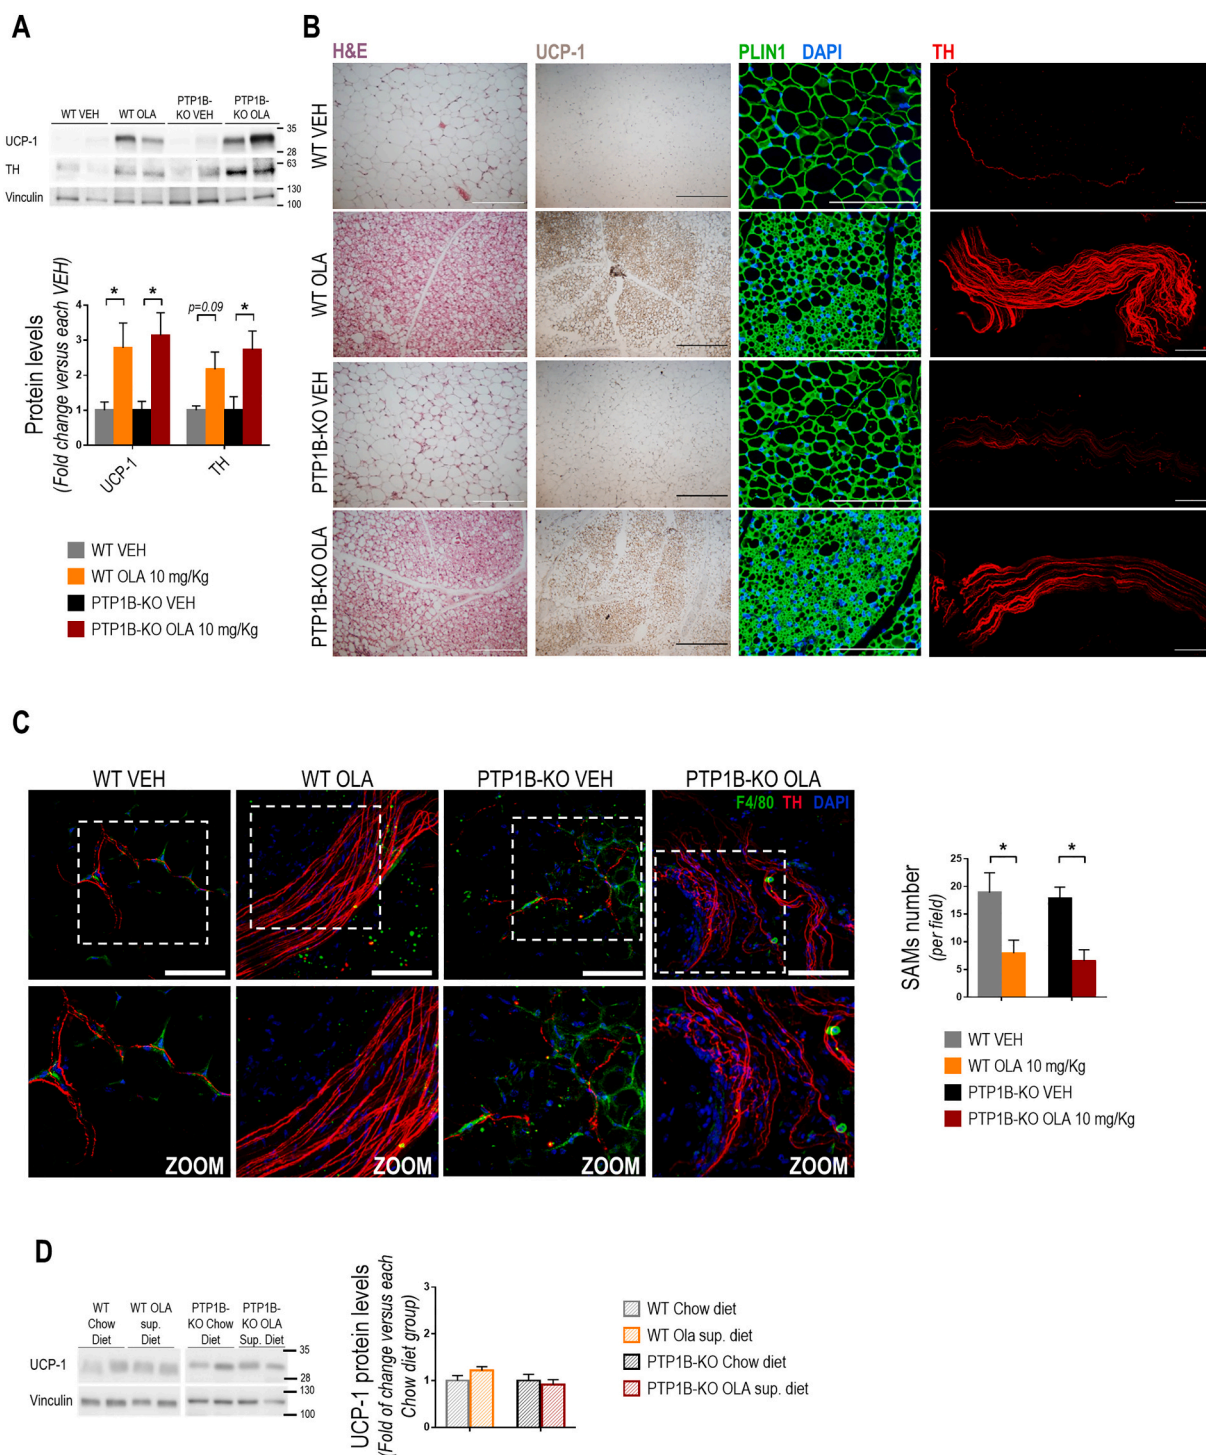 A
WT VEH WT OLA PTP1B-KO VEH PTP1B-KO OLA
UCP-1
35
28
TH
63
Vinculin
130
100
Protein levels
(Fold change versus each VEH)
4
3
2
1
0
* * p=0.09 *
UCP-1 TH
WT VEH
WT OLA 10 mg/Kg
PTP1B-KO VEH
PTP1B-KO OLA 10 mg/Kg
B
H&E UCP-1 PLIN1 DAPI TH
WT VEH
WT OLA
PTP1B-KO VEH
PTP1B-KO OLA
C
WT VEH WT OLA PTP1B-KO VEH PTP1B-KO OLA
F4/80 TH DAPI
ZOOM ZOOM ZOOM ZOOM
SAMs number
(per field)
25
20
15
10
5
0
* *
WT VEH
WT OLA 10 mg/Kg
PTP1B-KO VEH
PTP1B-KO OLA 10 mg/Kg
D
WT Chow Diet
WT OLA sup. Diet
PTP1B-KO Chow Diet
PTP1B-KO OLA Sup. Diet
UCP-1
35
28
Vinculin
130
100
UCP-1 protein levels
(Fold of change versus each
Chow diet group)
3
2
1
0
WT Chow diet
WT Ola sup. diet
PTP1B-KO Chow diet
PTP1B-KO OLA sup. diet